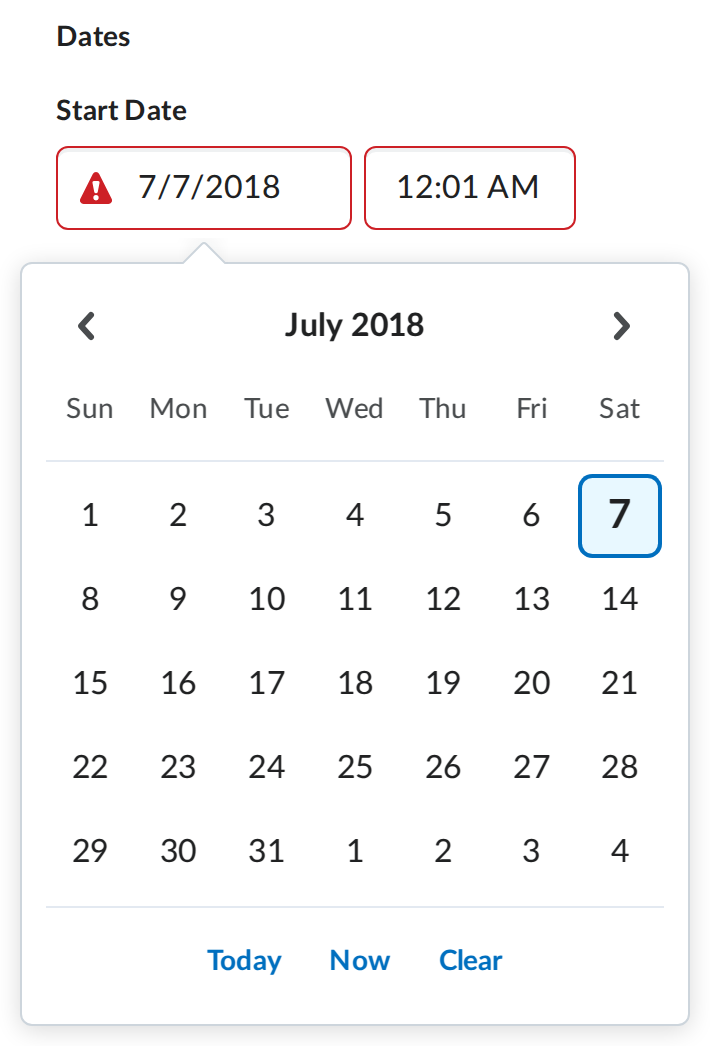 Dates
Start Date
7/7/2018 12:01 AM
July 2018
Sun Mon Tue Wed Thu Fri Sat
1 2 3 4 5 6 7
8 9 10 11 12 13 14
15 16 17 18 19 20 21
22 23 24 25 26 27 28
29 30 31 1 2 3 4
Today Now Clear